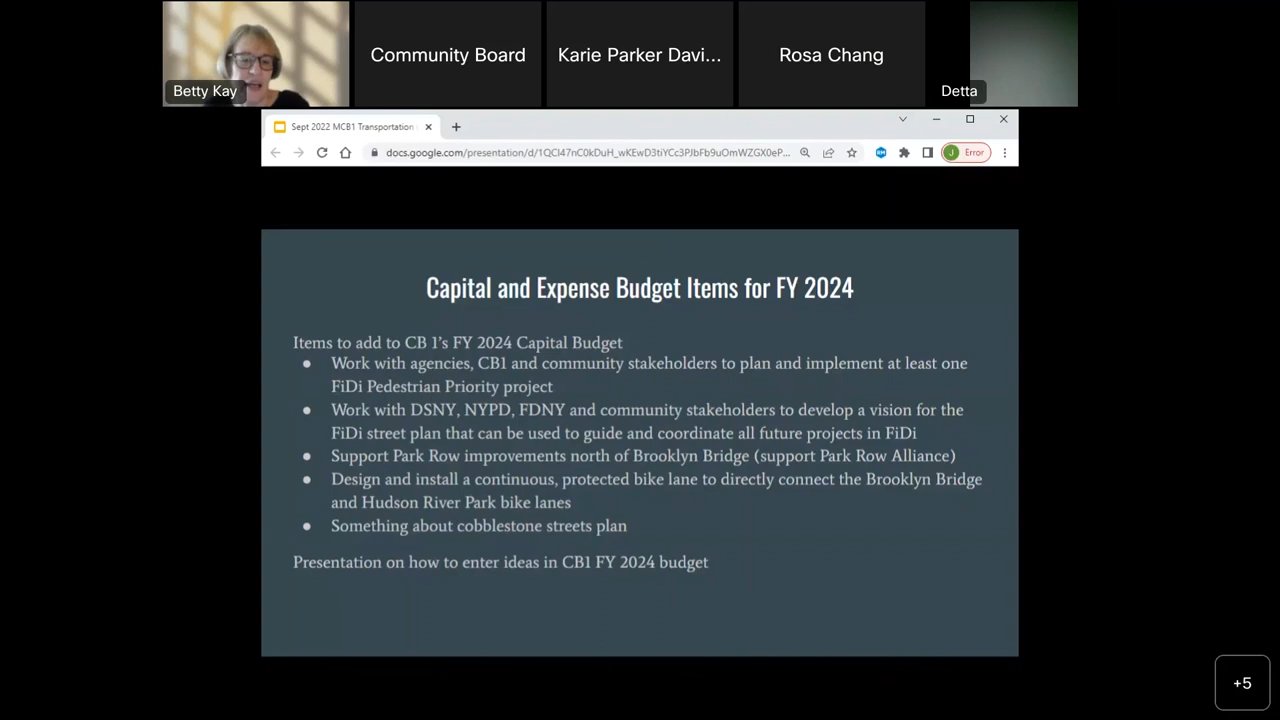 Betty Kay
Community Board
Karie Parker Davi...
Rosa Chang
Detta
Sept 2022 MCB1 Transportation
docs.google.com/presentation/d/1QCl47nC0kDuH_wKEwD3tiYCc3PJbFb9uOmWZGX0eP...
J Error
Capital and Expense Budget Items for FY 2024
Items to add to CB 1's FY 2024 Capital Budget
● Work with agencies, CB1 and community stakeholders to plan and implement at least one
FiDi Pedestrian Priority project
● Work with DSNY, NYPD, FDNY and community stakeholders to develop a vision for the
FiDi street plan that can be used to guide and coordinate all future projects in FiDi
● Support Park Row improvements north of Brooklyn Bridge (support Park Row Alliance)
● Design and install a continuous, protected bike lane to directly connect the Brooklyn Bridge
and Hudson River Park bike lanes
● Something about cobblestone streets plan
Presentation on how to enter ideas in CB1 FY 2024 budget
+5